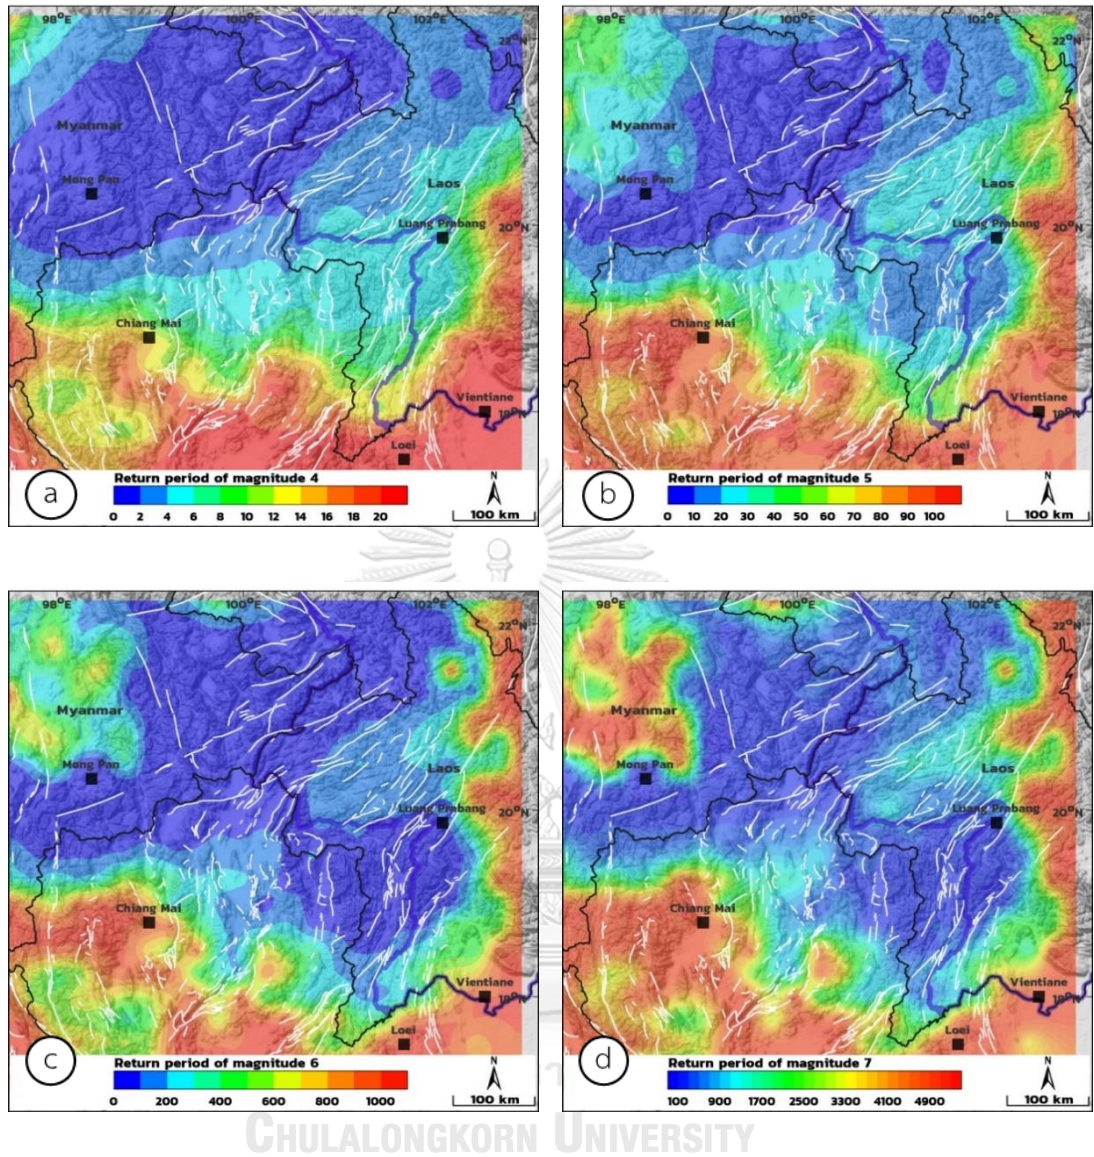 98°E 100°E 102°E
22°N
Myanmar
Mong Pan
Laos
Luang Prabang
20°N
Chiang Mai
Vientiane
18°N
Loei
a
Return period of magnitude 4
0 2 4 6 8 10 12 14 16 18 20
N
100 km
98°E 100°E 102°E
22°N
Myanmar
Mong Pan
Laos
Luang Prabang
20°N
Chiang Mai
Vientiane
18°N
Loei
b
Return period of magnitude 5
0 10 20 30 40 50 60 70 80 90 100
N
100 km
98°E 100°E 102°E
22°N
Myanmar
Mong Pan
Laos
Luang Prabang
20°N
Chiang Mai
Vientiane
18°N
Loei
c
Return period of magnitude 6
0 200 400 600 800 1000
N
100 km
98°E 100°E 102°E
22°N
Myanmar
Mong Pan
Laos
Luang Prabang
20°N
Chiang Mai
Vientiane
18°N
Loei
d
Return period of magnitude 7
100 900 1700 2500 3300 4100 4900
N
100 km
CHULALONGKORN UNIVERSITY